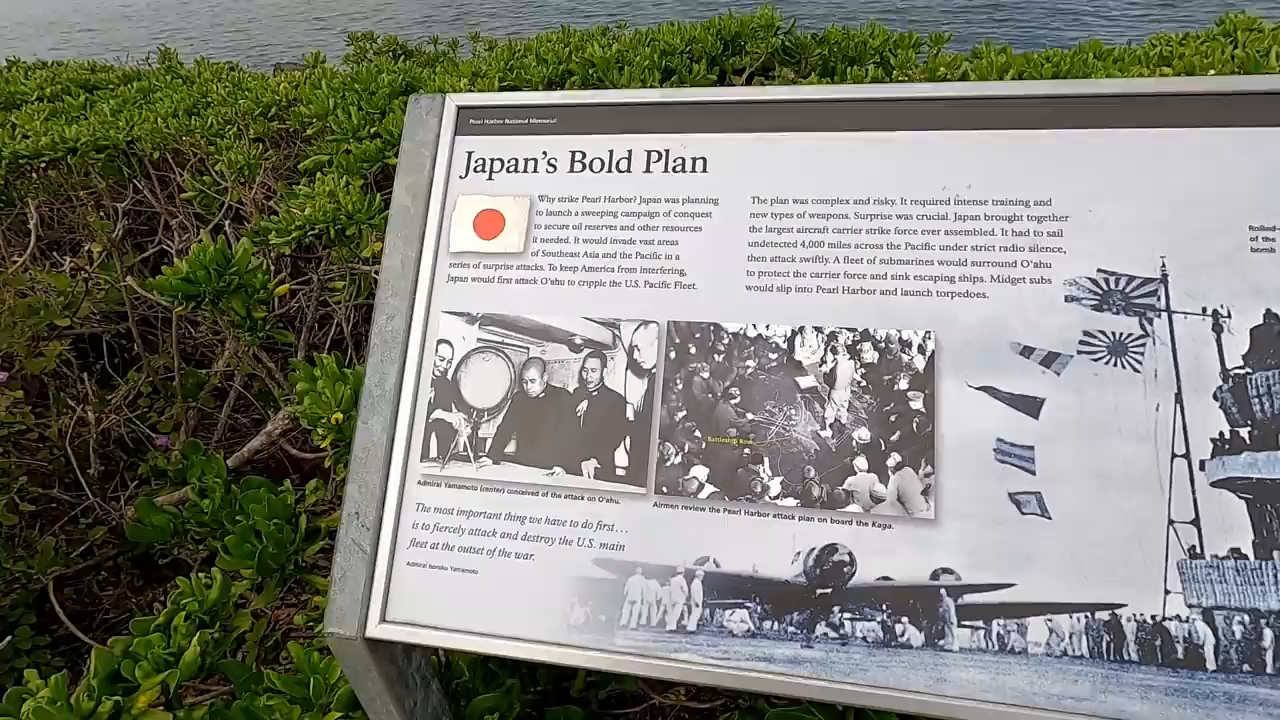 Pearl Harbor National Memorial
Japan's Bold Plan
Why strike Pearl Harbor? Japan was planning
to launch a sweeping campaign of conquest
to secure oil reserves and other resources
it needed. It would invade vast areas
of Southeast Asia and the Pacific in a
series of surprise attacks. To keep America from interfering,
Japan would first attack O'ahu to cripple the U.S. Pacific Fleet.
The plan was complex and risky. It required intense training and
new types of weapons. Surprise was crucial. Japan brought together
the largest aircraft carrier strike force ever assembled. It had to sail
undetected 4,000 miles across the Pacific under strict radio silence,
then attack swiftly. A fleet of submarines would surround O'ahu
to protect the carrier force and sink escaping ships. Midget subs
would slip into Pearl Harbor and launch torpedoes.
Rolled-
of the
bomb
Battleship Row
Admiral Yamamoto (center) conceived of the attack on O'ahu.
Airmen review the Pearl Harbor attack plan on board the Kaga.
The most important thing we have to do first...
is to fiercely attack and destroy the U.S. main
fleet at the outset of the war.
Admiral Isoroku Yamamoto